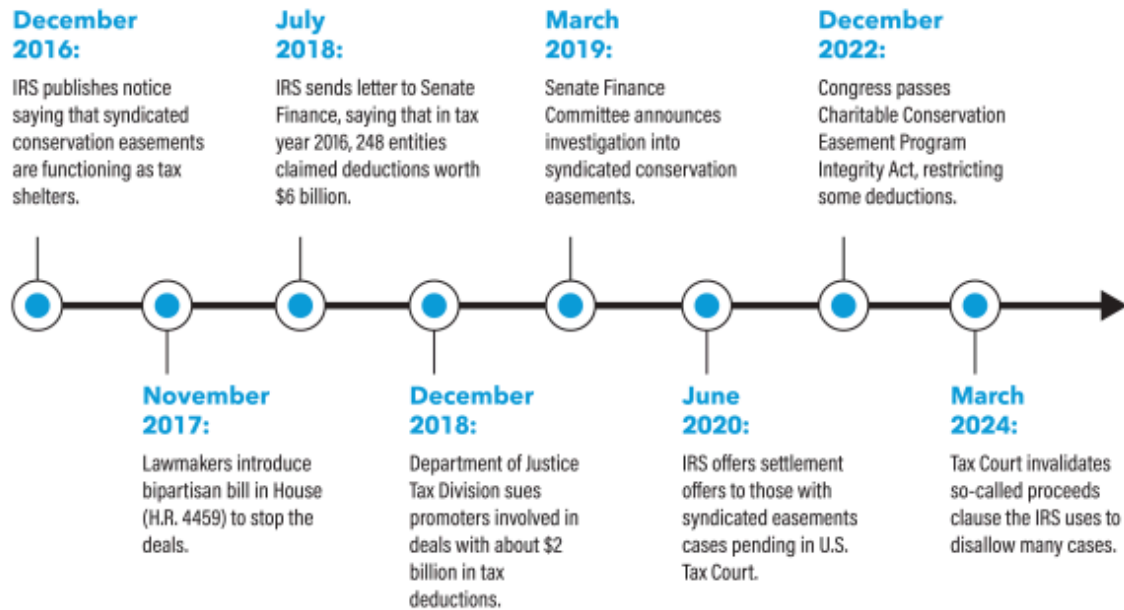 December
2016:
IRS publishes notice
saying that syndicated
conservation easements
are functioning as tax
shelters.
July
2018:
IRS sends letter to Senate
Finance, saying that in tax
year 2016, 248 entities
claimed deductions worth
$6 billion.
March
2019:
Senate Finance
Committee announces
investigation into
syndicated conservation
easements.
December
2022:
Congress passes
Charitable Conservation
Easement Program
Integrity Act, restricting
some deductions.
November
2017:
Lawmakers introduce
bipartisan bill in House
(H.R. 4459) to stop the
deals.
December
2018:
Department of Justice
Tax Division sues
promoters involved in
deals with about $2
billion in tax
deductions.
June
2020:
IRS offers settlement
offers to those with
syndicated easements
cases pending in U.S.
Tax Court.
March
2024:
Tax Court invalidates
so-called proceeds
clause the IRS uses to
disallow many cases.